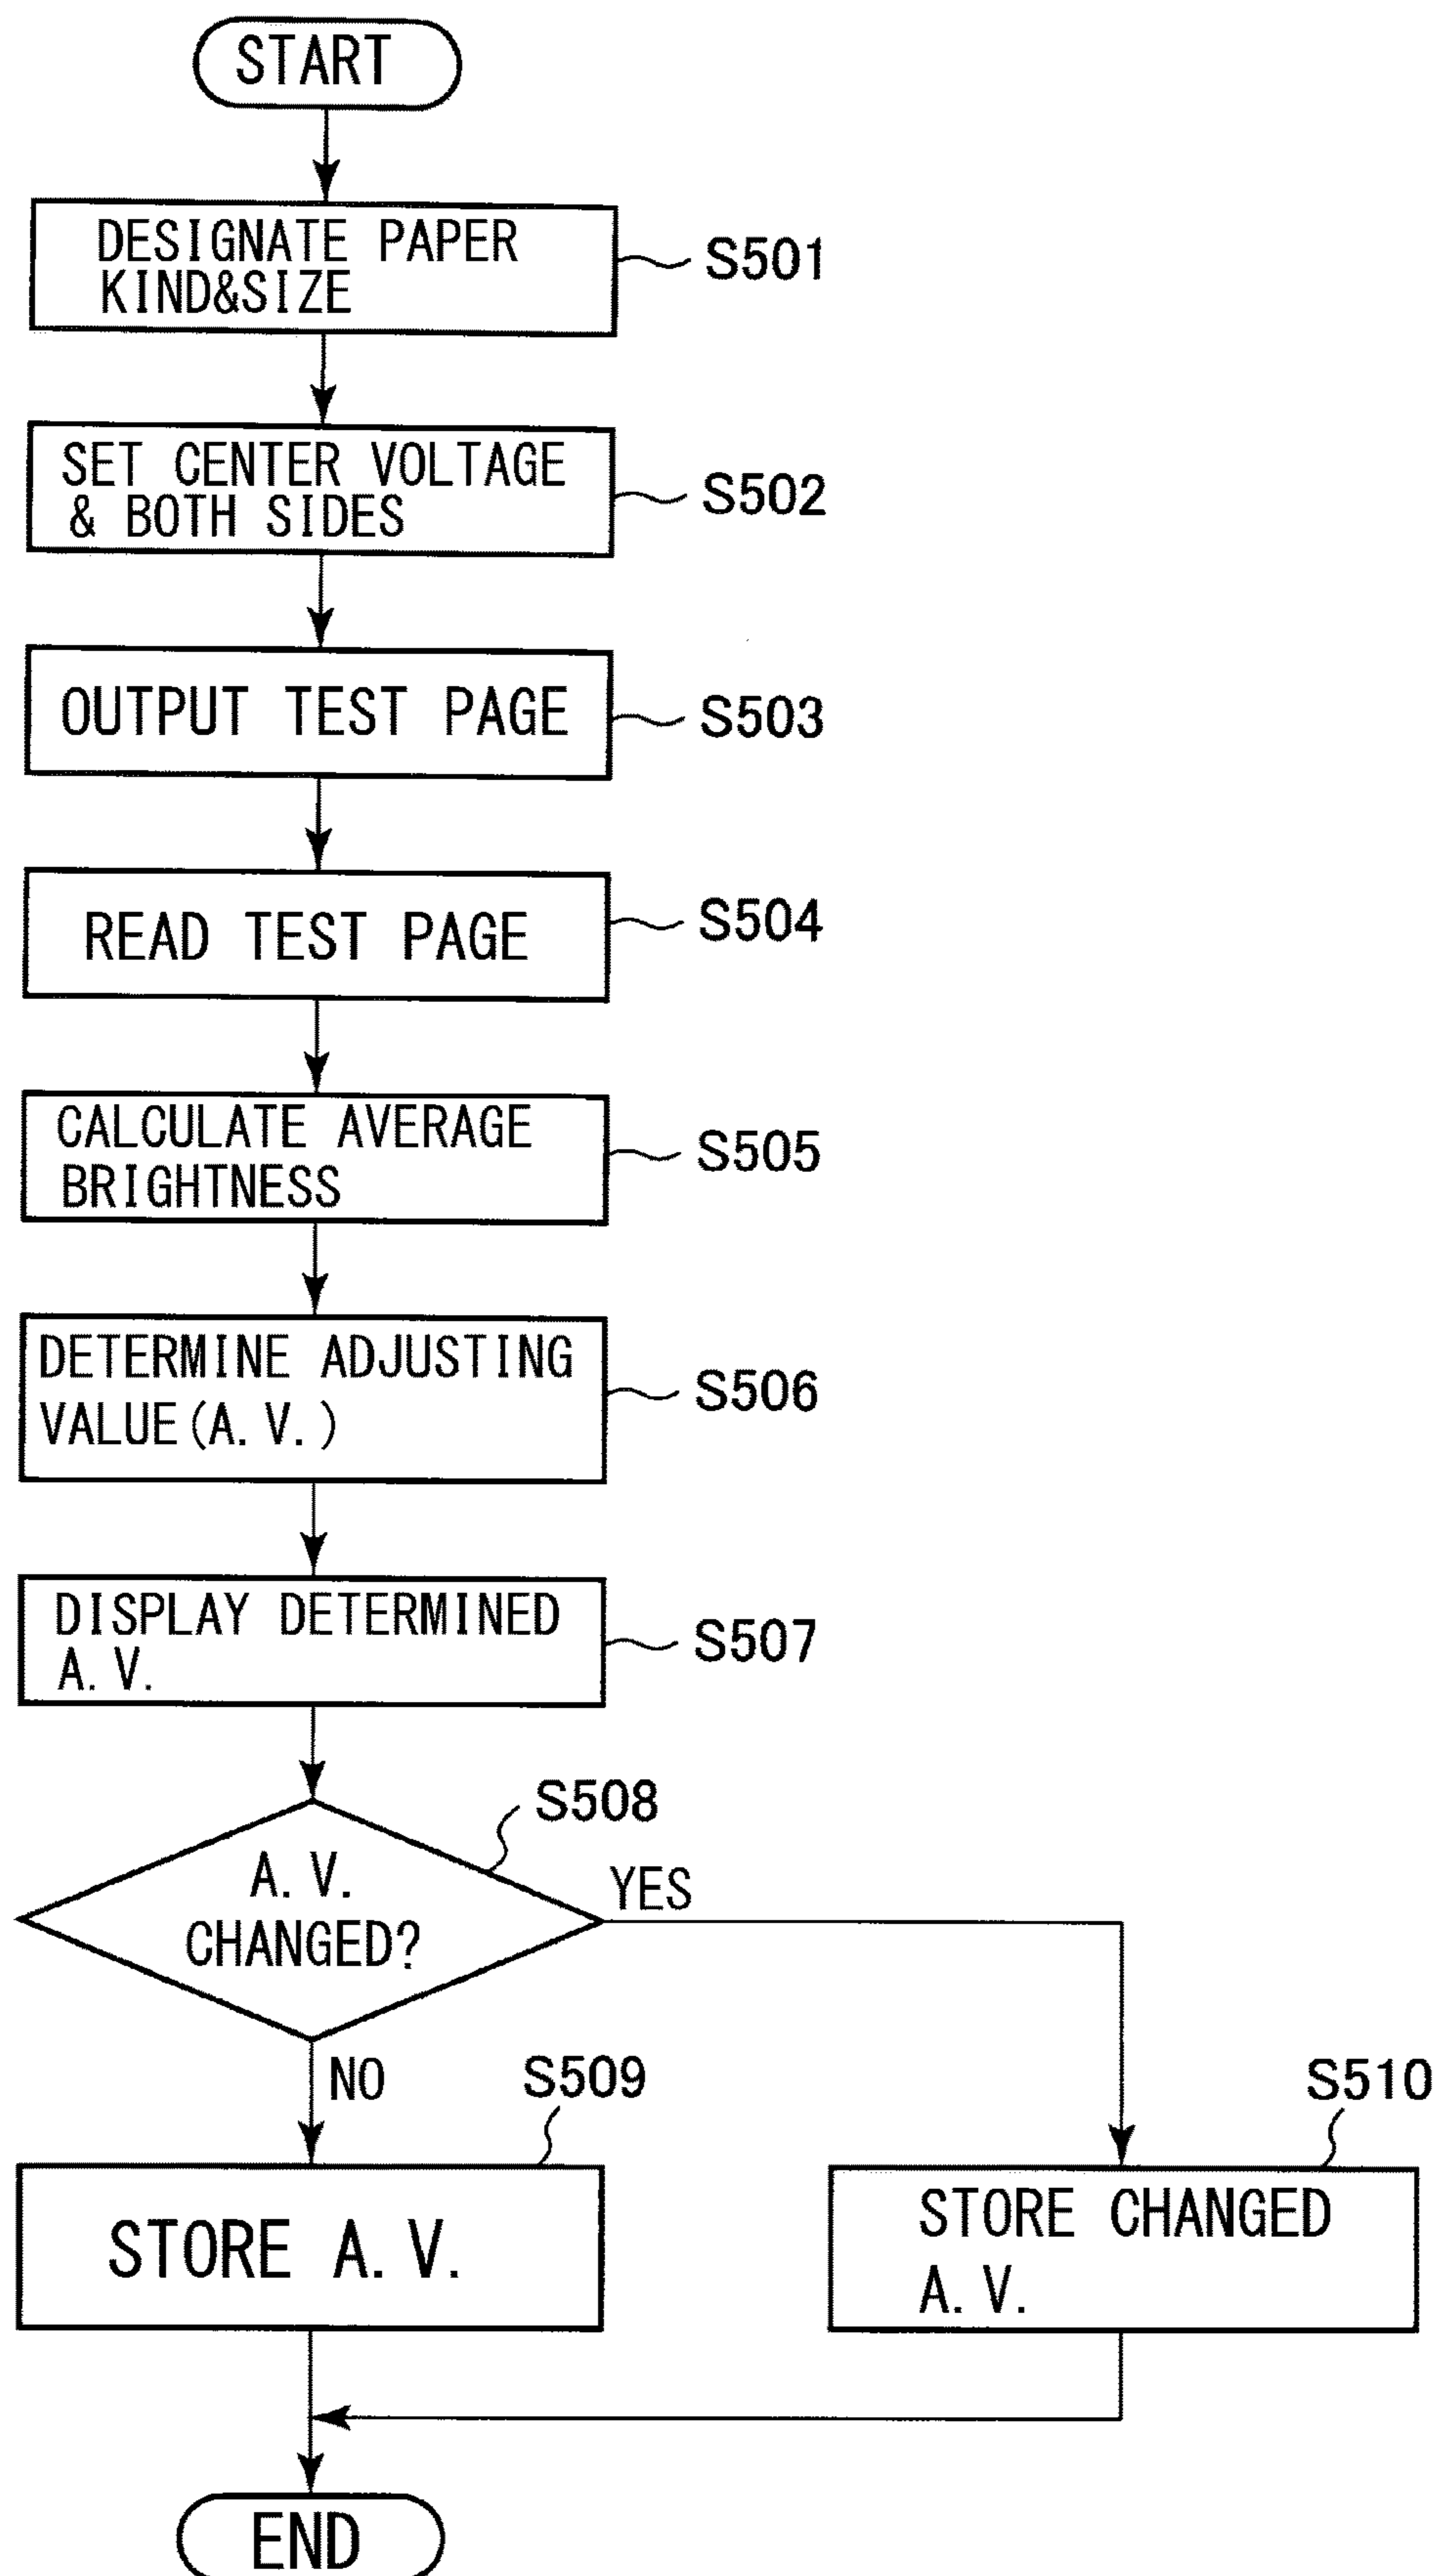 START
DESIGNATE PAPER
KIND&SIZE
S501
SET CENTER VOLTAGE
& BOTH SIDES
S502
OUTPUT TEST PAGE
S503
READ TEST PAGE
S504
CALCULATE AVERAGE
BRIGHTNESS
S505
DETERMINE ADJUSTING
VALUE(A.V.)
S506
DISPLAY DETERMINED
A.V.
S507
S508
A.V.
CHANGED?
YES
NO
S509
S510
STORE A.V.
STORE CHANGED
A.V.
END